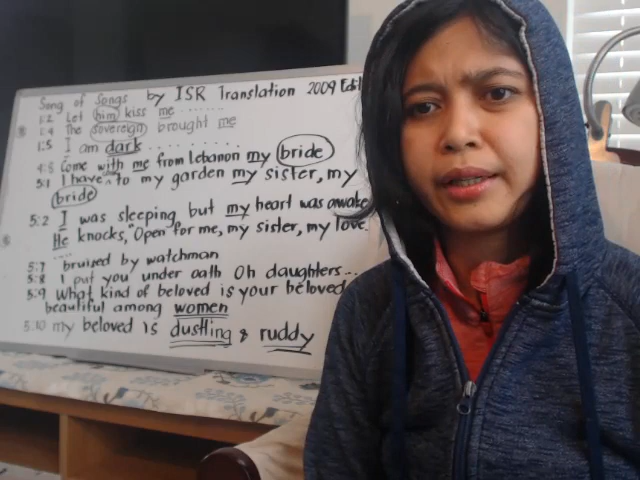 Song of Songs by ISR Translation 2009 Edit
1:2 Let him kiss me .......
1:4 The sovereign brought me
1:5 I am dark ..........
4:8 Come with me from Lebanon my bride
5:1 I have to my garden my sister, my
bride
5:2 I was sleeping, but my heart was awake
He knocks, "Open for me, my sister, my love.
5:7 .... bruised by watchman
5:8 I put you under oath Oh daughters...
5:9 What kind of beloved is your beloved
beautiful among women
5:10 my beloved is &
ruddy